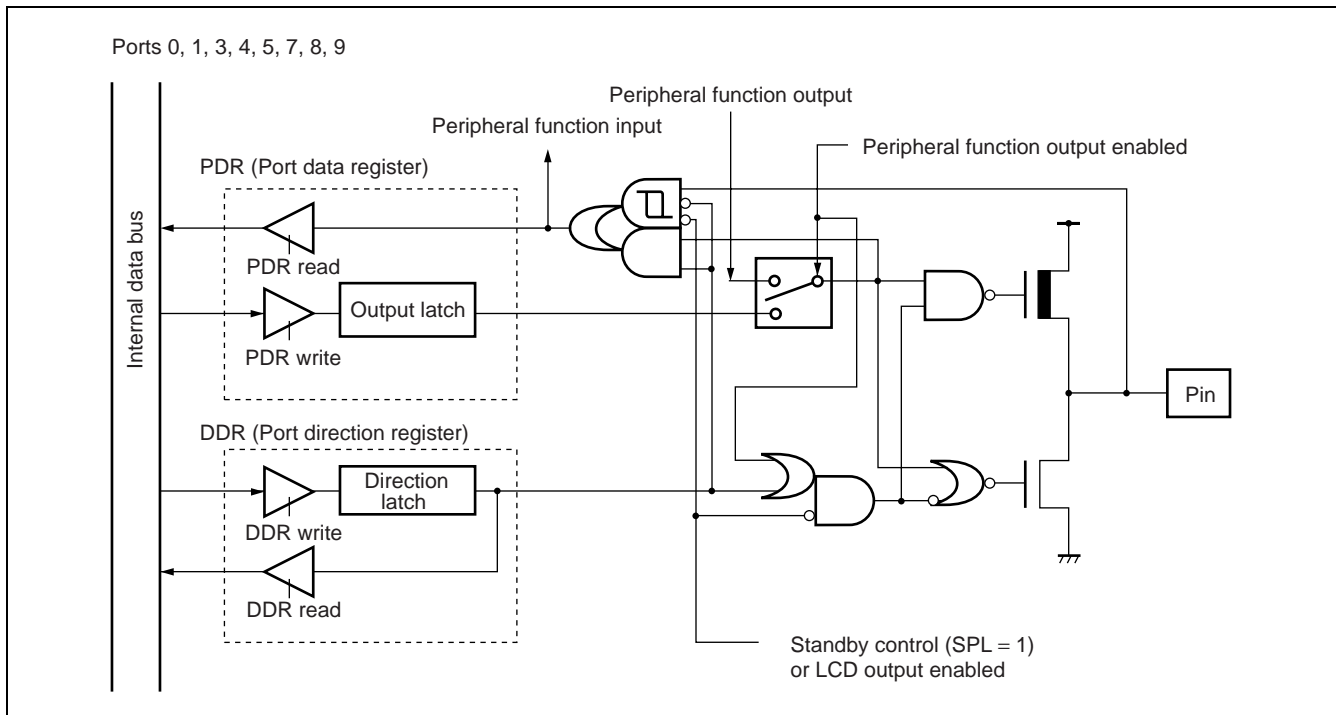 Ports 0, 1, 3, 4, 5, 7, 8, 9
Peripheral function output
Peripheral function input
Peripheral function output enabled
PDR (Port data register)
Internal data bus
PDR read
Output latch
PDR write
Pin
DDR (Port direction register)
Direction
latch
DDR write
DDR read
Standby control (SPL = 1)
or LCD output enabled